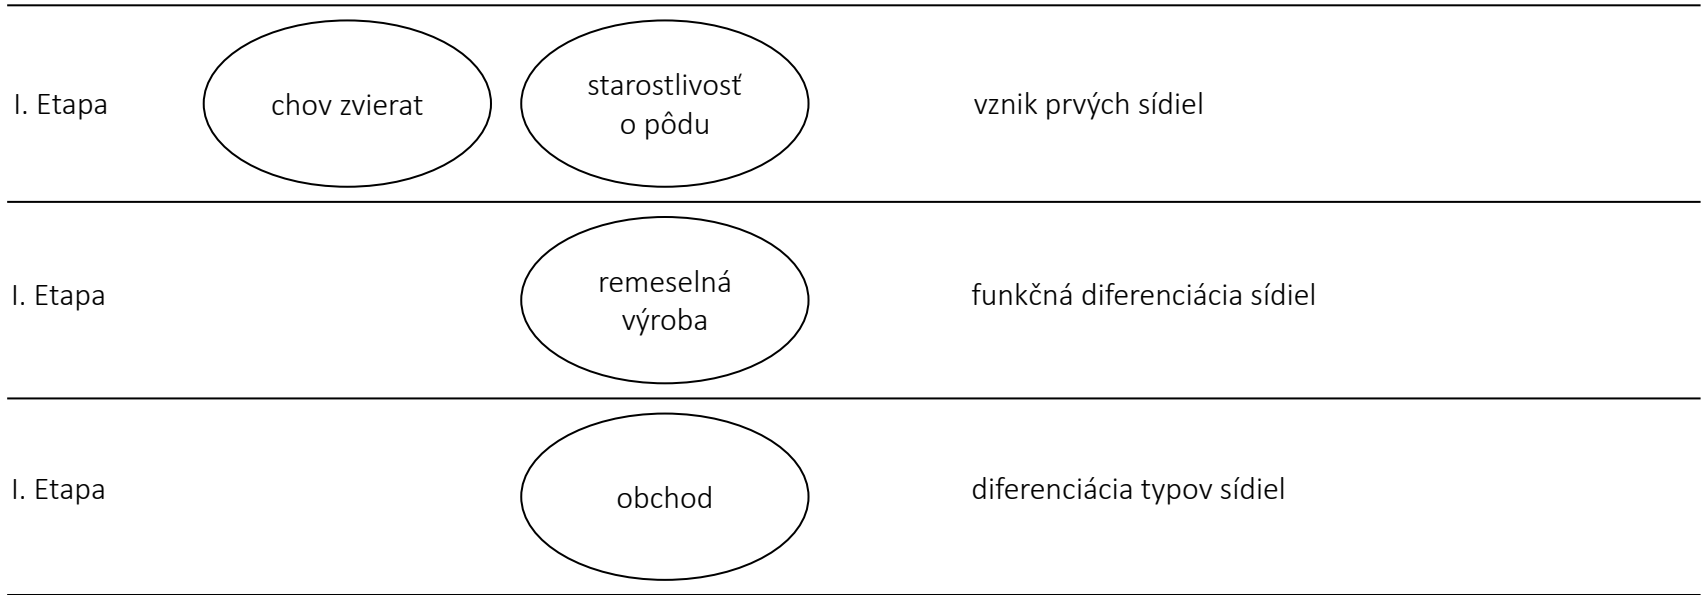 I. Etapa
chov zvierat
starostlivosť
o pôdu
vznik prvých sídiel
I. Etapa
remeselná
výroba
funkčná diferenciácia sídiel
I. Etapa
obchod
diferenciácia typov sídiel